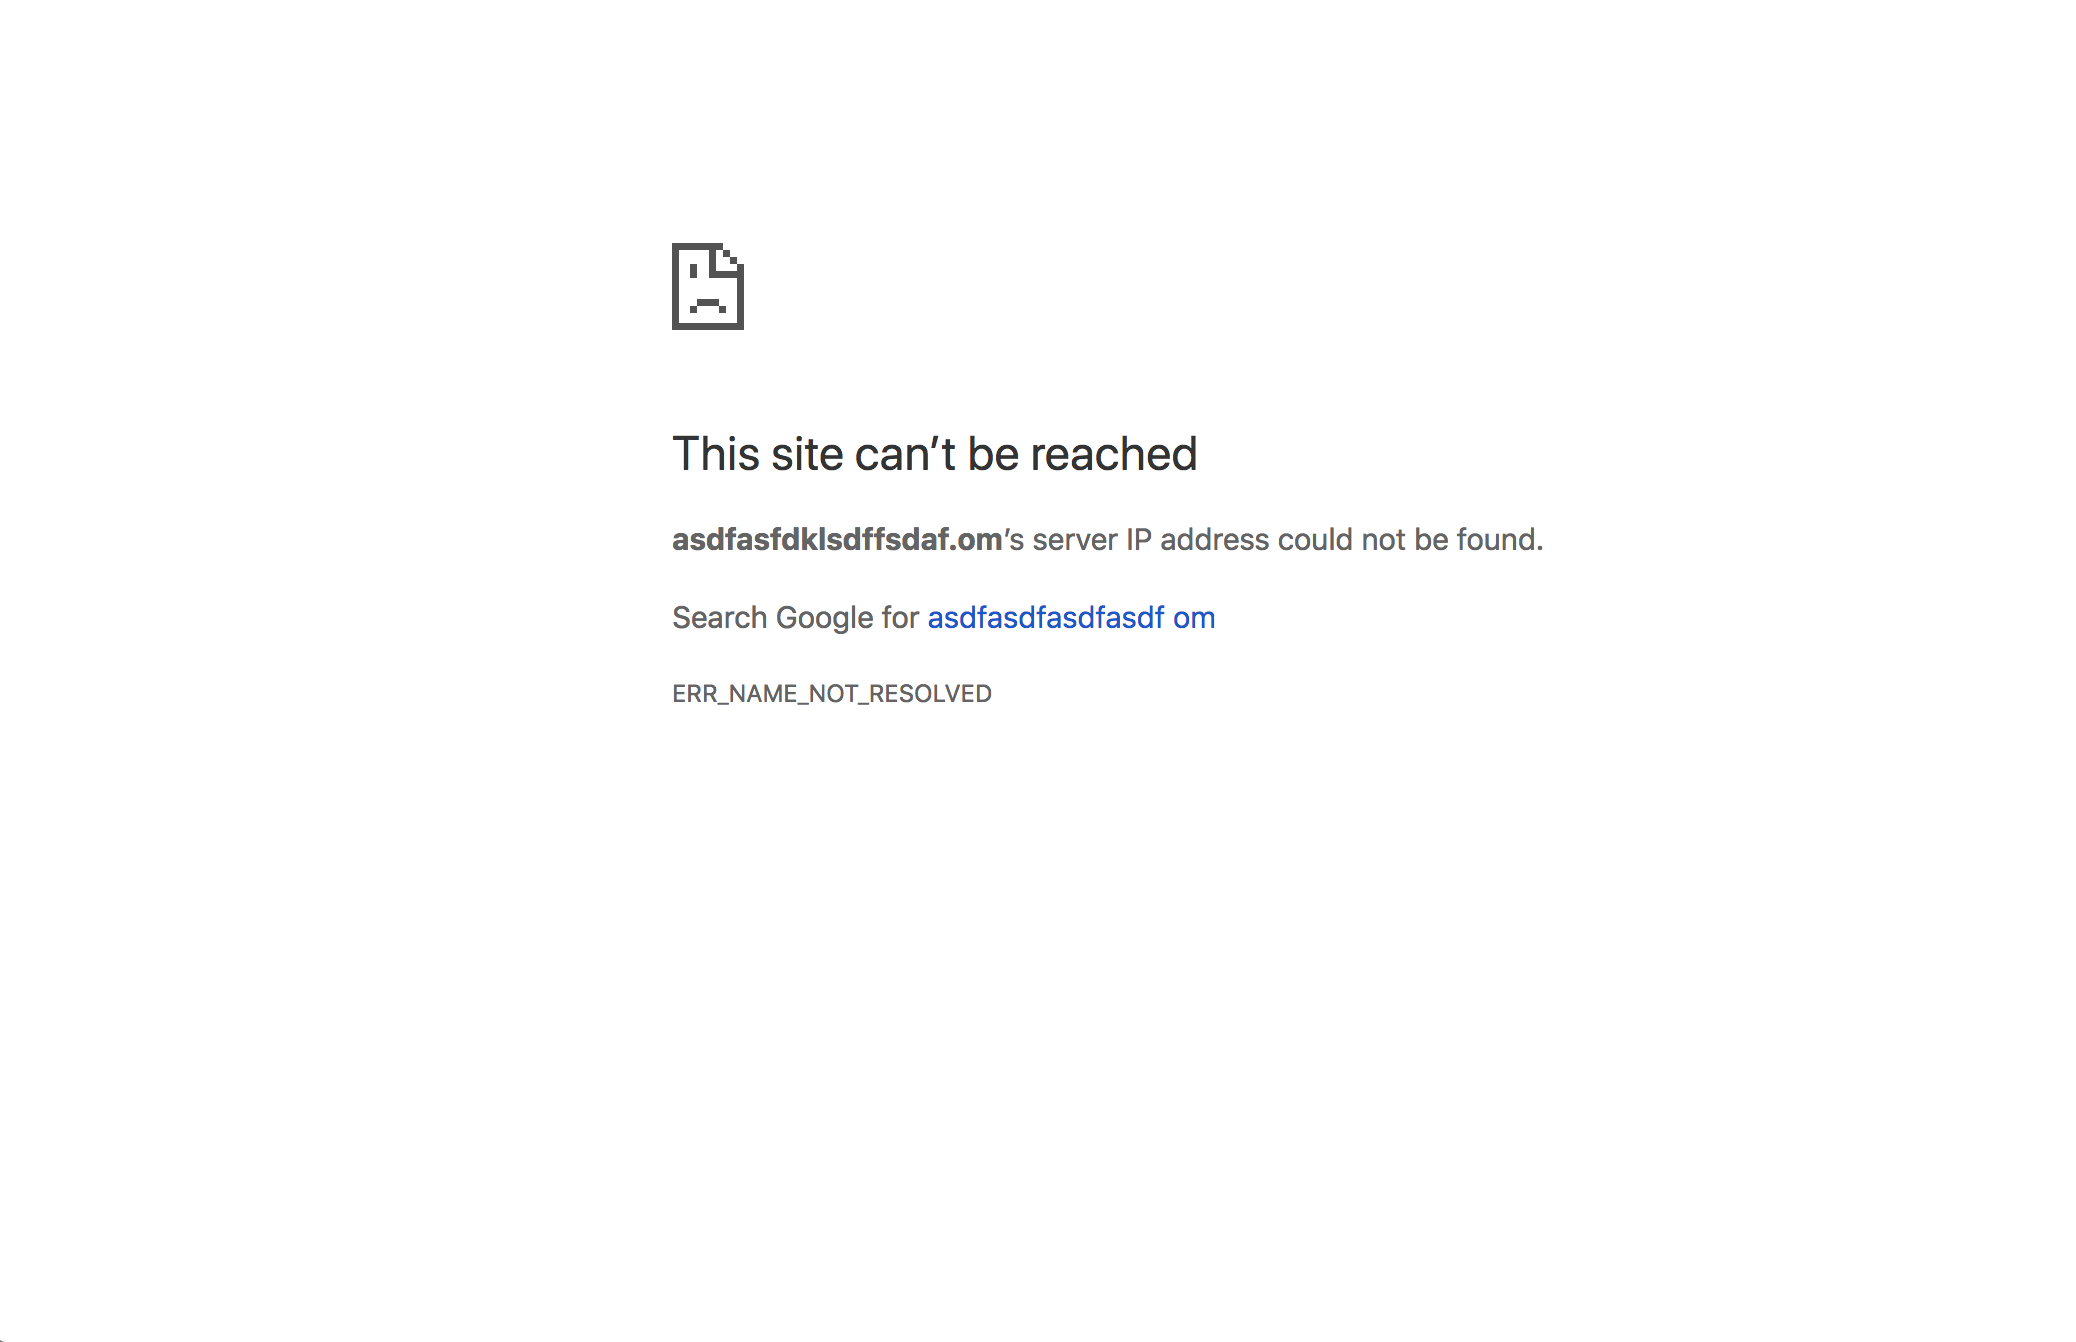 This site can’t be reached
asdfasfdklsdffsdaf.om’s server IP address could not be found.
Search Google for asdfasdfasdfasdf om
ERR_NAME_NOT_RESOLVED